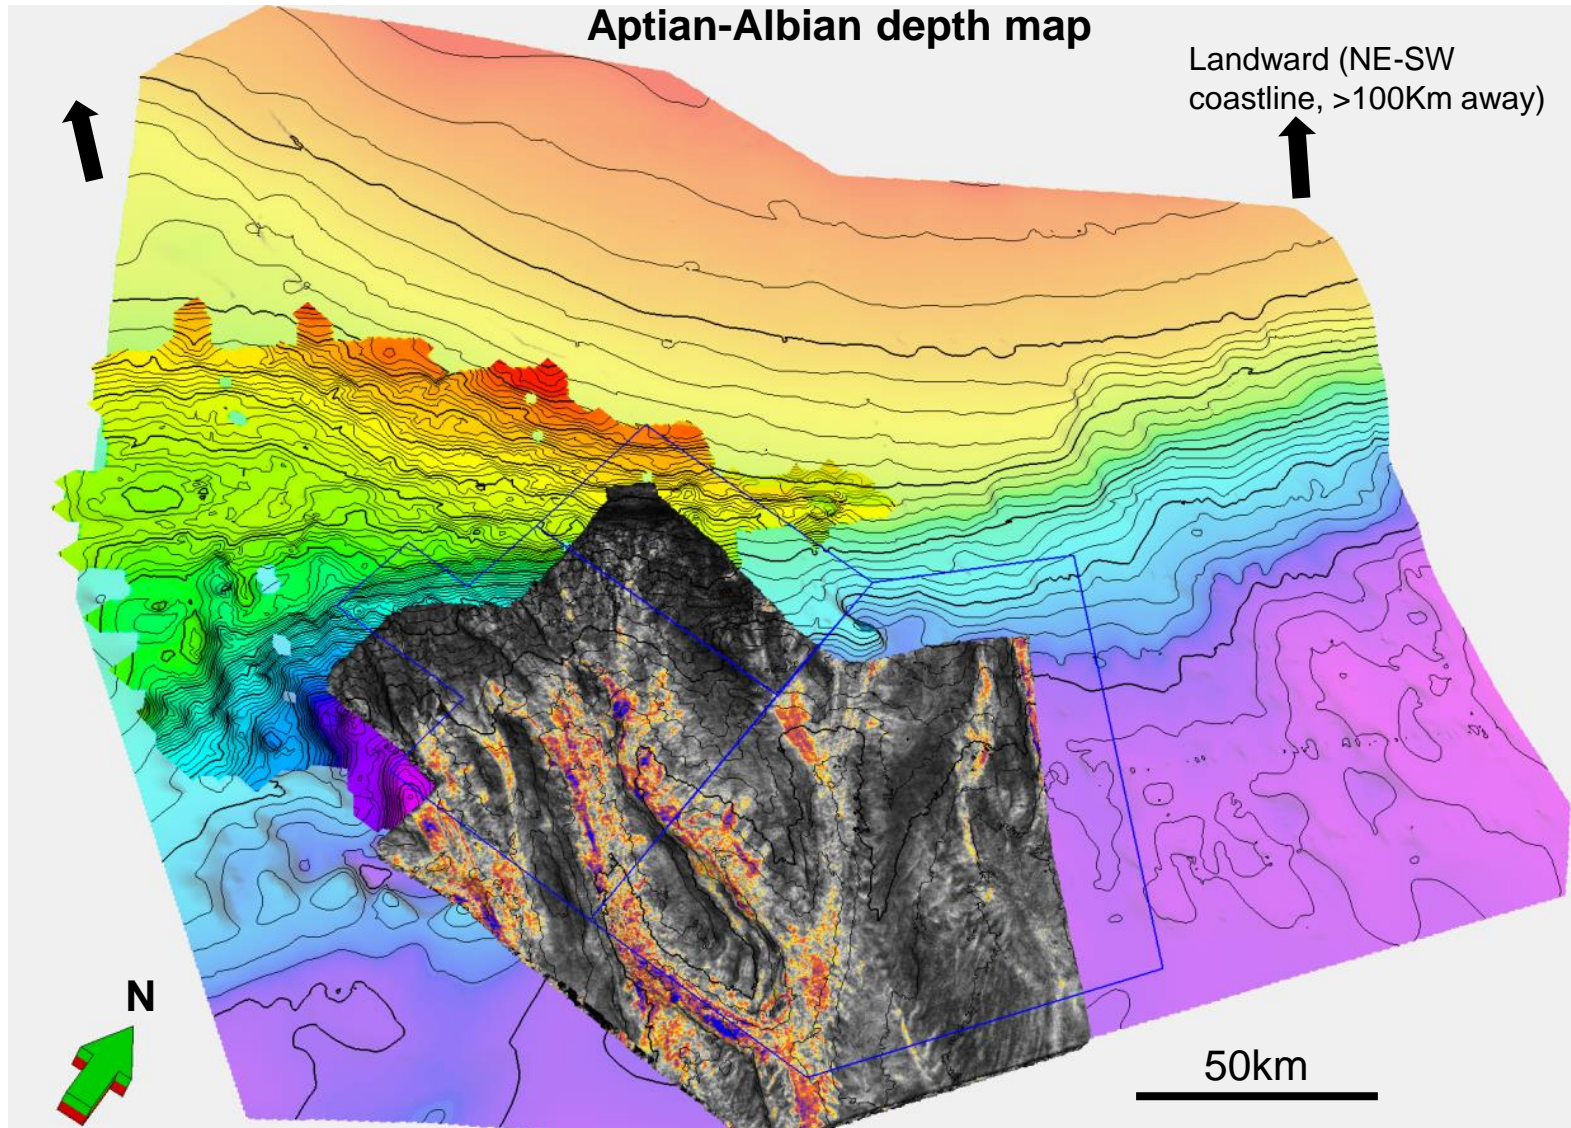 Aptian-Albian depth map
Landward (NE-SW
coastline, >100Km away)
N
50km